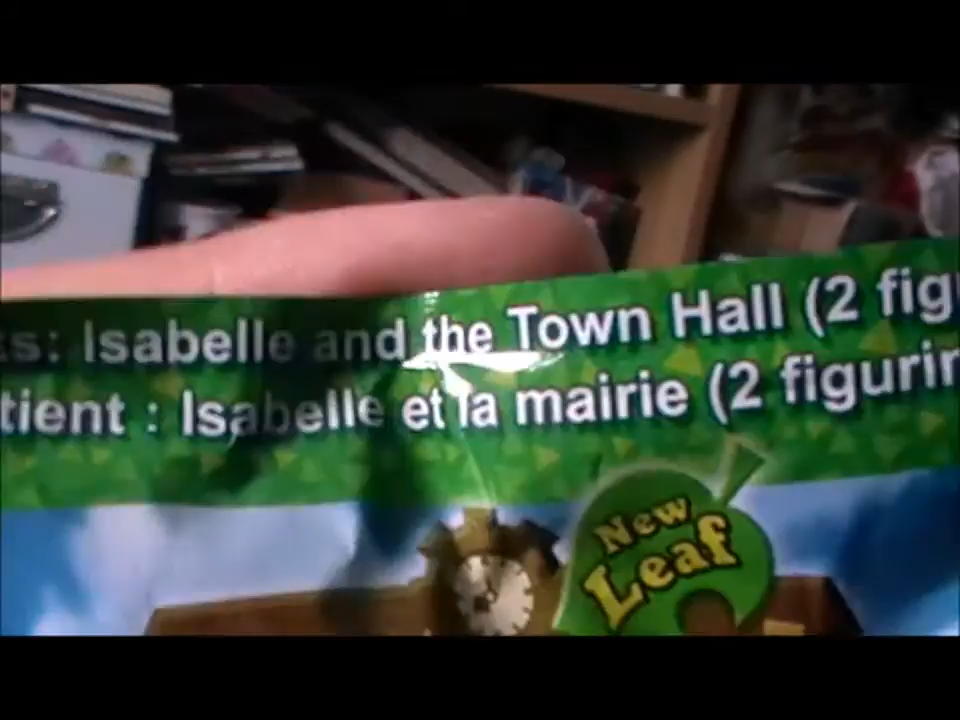 s: Isabelle and the Town Hall (2 fig
tient : Isabelle et la mairie (2 figurin
New
Leaf